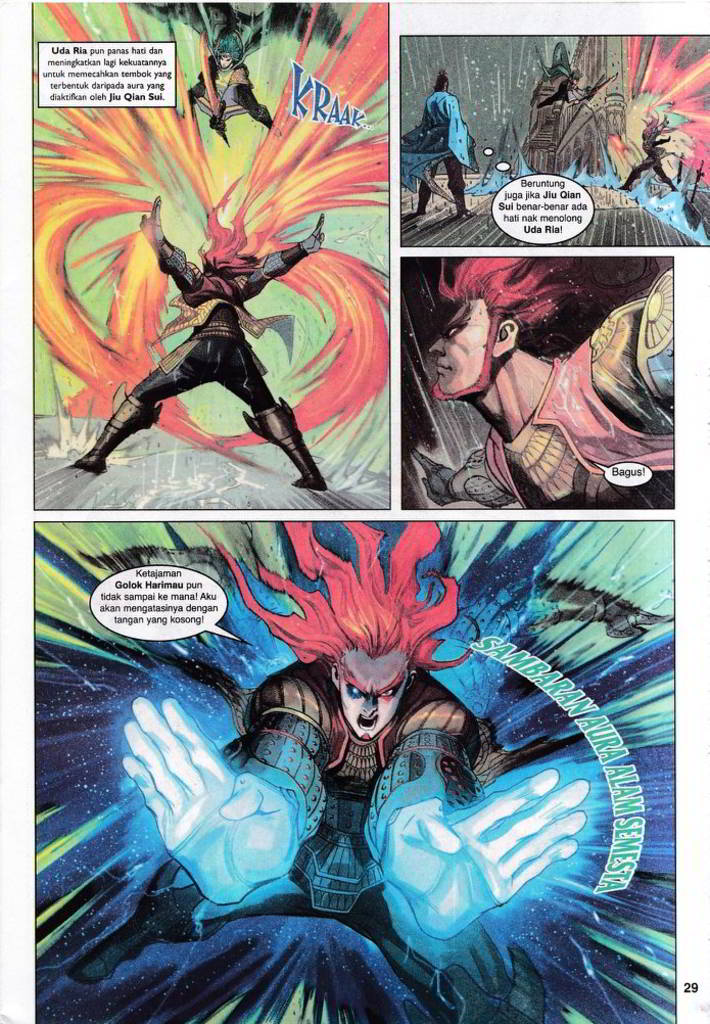 Uda Ria pun panas hati dan
meningkatkan lagi kekuatannya
untuk memecahkan tembok yang
terbentuk daripada aura yang
diaktifkan oleh Jiu Qian Sui.
KRAAK...
Beruntung
juga jika Jiu Qian
Sui benar-benar ada
hati nak menolong
Uda Ria!
Bagus!
Ketajaman
Golok Harimau pun
tidak sampai ke mana! Aku
akan mengatasinya dengan
tangan yang kosong!
SAMBARAN AURA ALAM SEMESTA
29